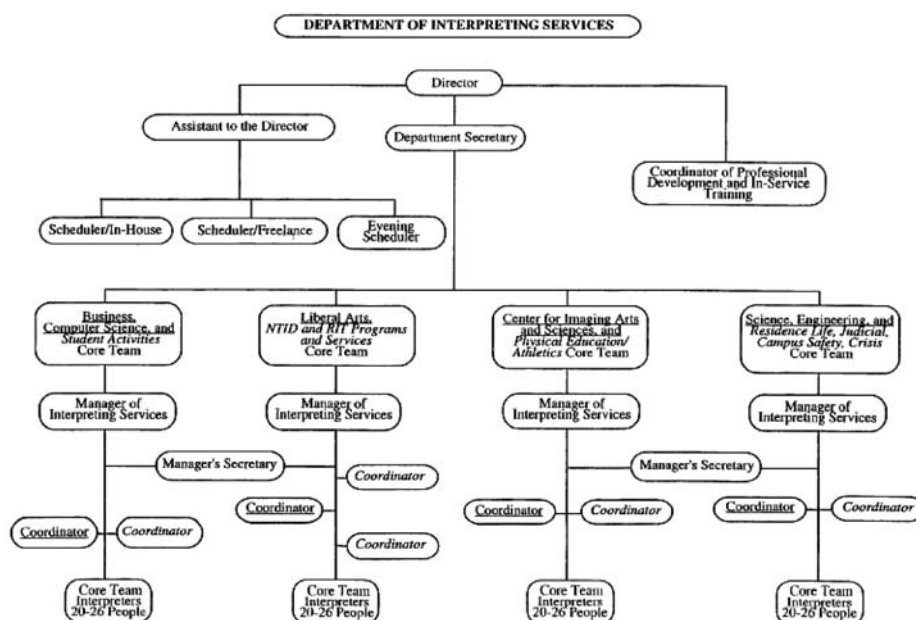 DEPARTMENT OF INTERPRETING SERVICES
Director
Assistant to the Director
Department Secretary
Coordinator of Professional
Development and In-Service
Training
Scheduler/In-House
Scheduler/Freelance
Evening
Scheduler
Business,
Computer Science, and
Student Activities
Core Team
Liberal Arts,
NTID and RIT Programs
and Services
Core Team
Center for Imaging Arts
and Sciences, and
Physical Education/
Athletics Core Team
Science, Engineering, and
Residence Life, Judicial,
Campus Safety, Crisis
Core Team
Manager of
Interpreting Services
Manager of
Interpreting Services
Manager of
Interpreting Services
Manager of
Interpreting Services
Manager's Secretary
Manager's Secretary
Coordinator
Coordinator
Coordinator
Coordinator
Coordinator
Coordinator
Coordinator
Coordinator
Coordinator
Core Team
Interpreters
20-26 People
Core Team
Interpreters
20-26 People
Core Team
Interpreters
20-26 People
Core Team
Interpreters
20-26 People